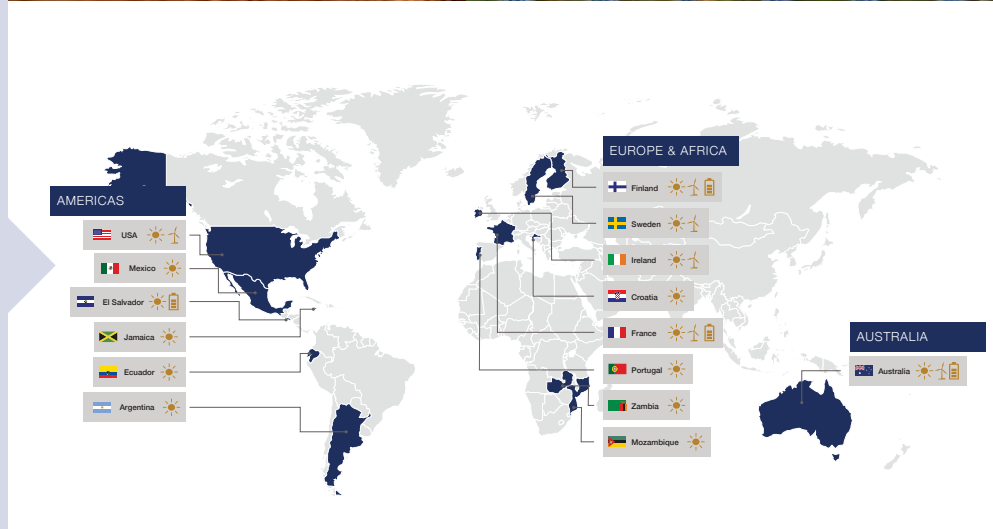 AMERICAS
USA
Mexico
El Salvador
Jamaica
Ecuador
Argentina
EUROPE & AFRICA
Finland
Sweden
Ireland
Croatia
France
Portugal
Zambia
Mozambique
AUSTRALIA
Australia